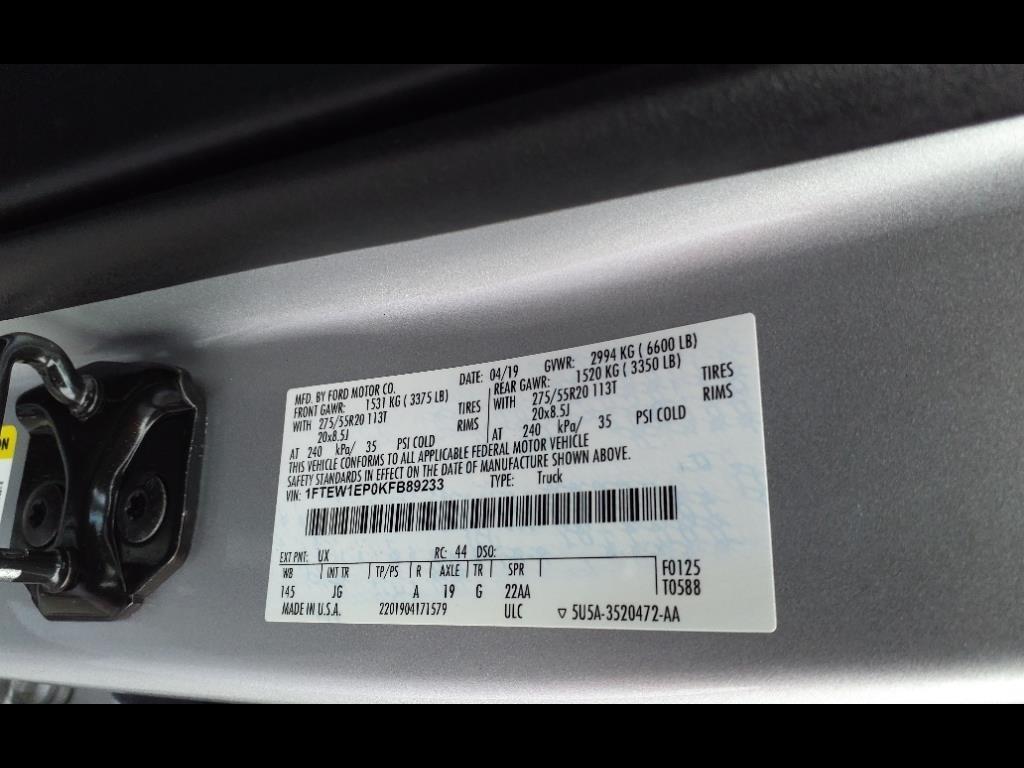 MFD. BY FORD MOTOR CO. DATE: 04/19 GVWR: 2994 KG ( 6600 LB)
FRONT GAWR: 1531 KG ( 3375 LB) REAR GAWR: 1520 KG ( 3350 LB)
WITH 275/55R20 113T TIRES WITH 275/55R20 113T TIRES
20x8.5J RIMS 20x8.5J RIMS
AT 240 kPa/ 35 PSI COLD AT 240 kPa/ 35 PSI COLD
THIS VEHICLE CONFORMS TO ALL APPLICABLE FEDERAL MOTOR VEHICLE
SAFETY STANDARDS IN EFFECT ON THE DATE OF MANUFACTURE SHOWN ABOVE.
VIN: 1FTEW1EP0KFB89233 TYPE: Truck
EXT PNT: UX RC: 44 DSO:
WB INT TR TP/PS R AXLE TR SPR F0125
145 JG A 19 G 22AA T0588
MADE IN U.S.A. 2201904171579 ULC ▽ 5U5A-3520472-AA